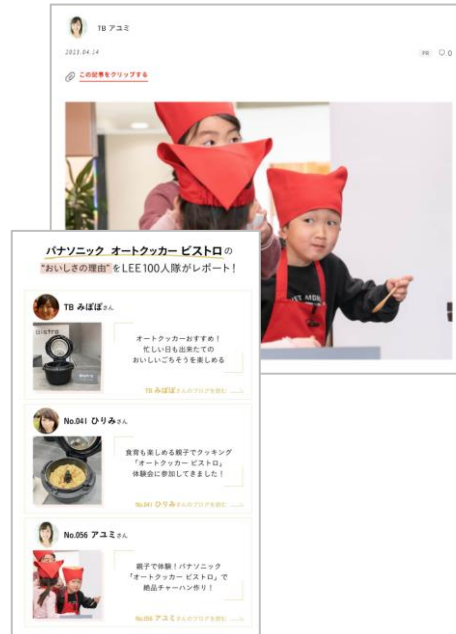 TB アユミ
2023.04.14
PR
0
この記事をクリップする
パナソニック オートクッカー ビストロの
“おいしさの理由”をLEE100人隊がレポート！
TB みぽぽさん
Bistro
オートクッカーおすすめ！
忙しい日も出来たての
おいしいごちそうを楽しめる
TB みぽぽさんのブログを読む
No.041 ひりみさん
食育も楽しめる親子でクッキング
「オートクッカー ビストロ」
体験会に参加してきました！
No.041 ひりみさんのブログを読む
No.056 アユミさん
親子で体験！パナソニック
「オートクッカー ビストロ」で
絶品チャーハン作り！
No.056 アユミさんのブログを読む